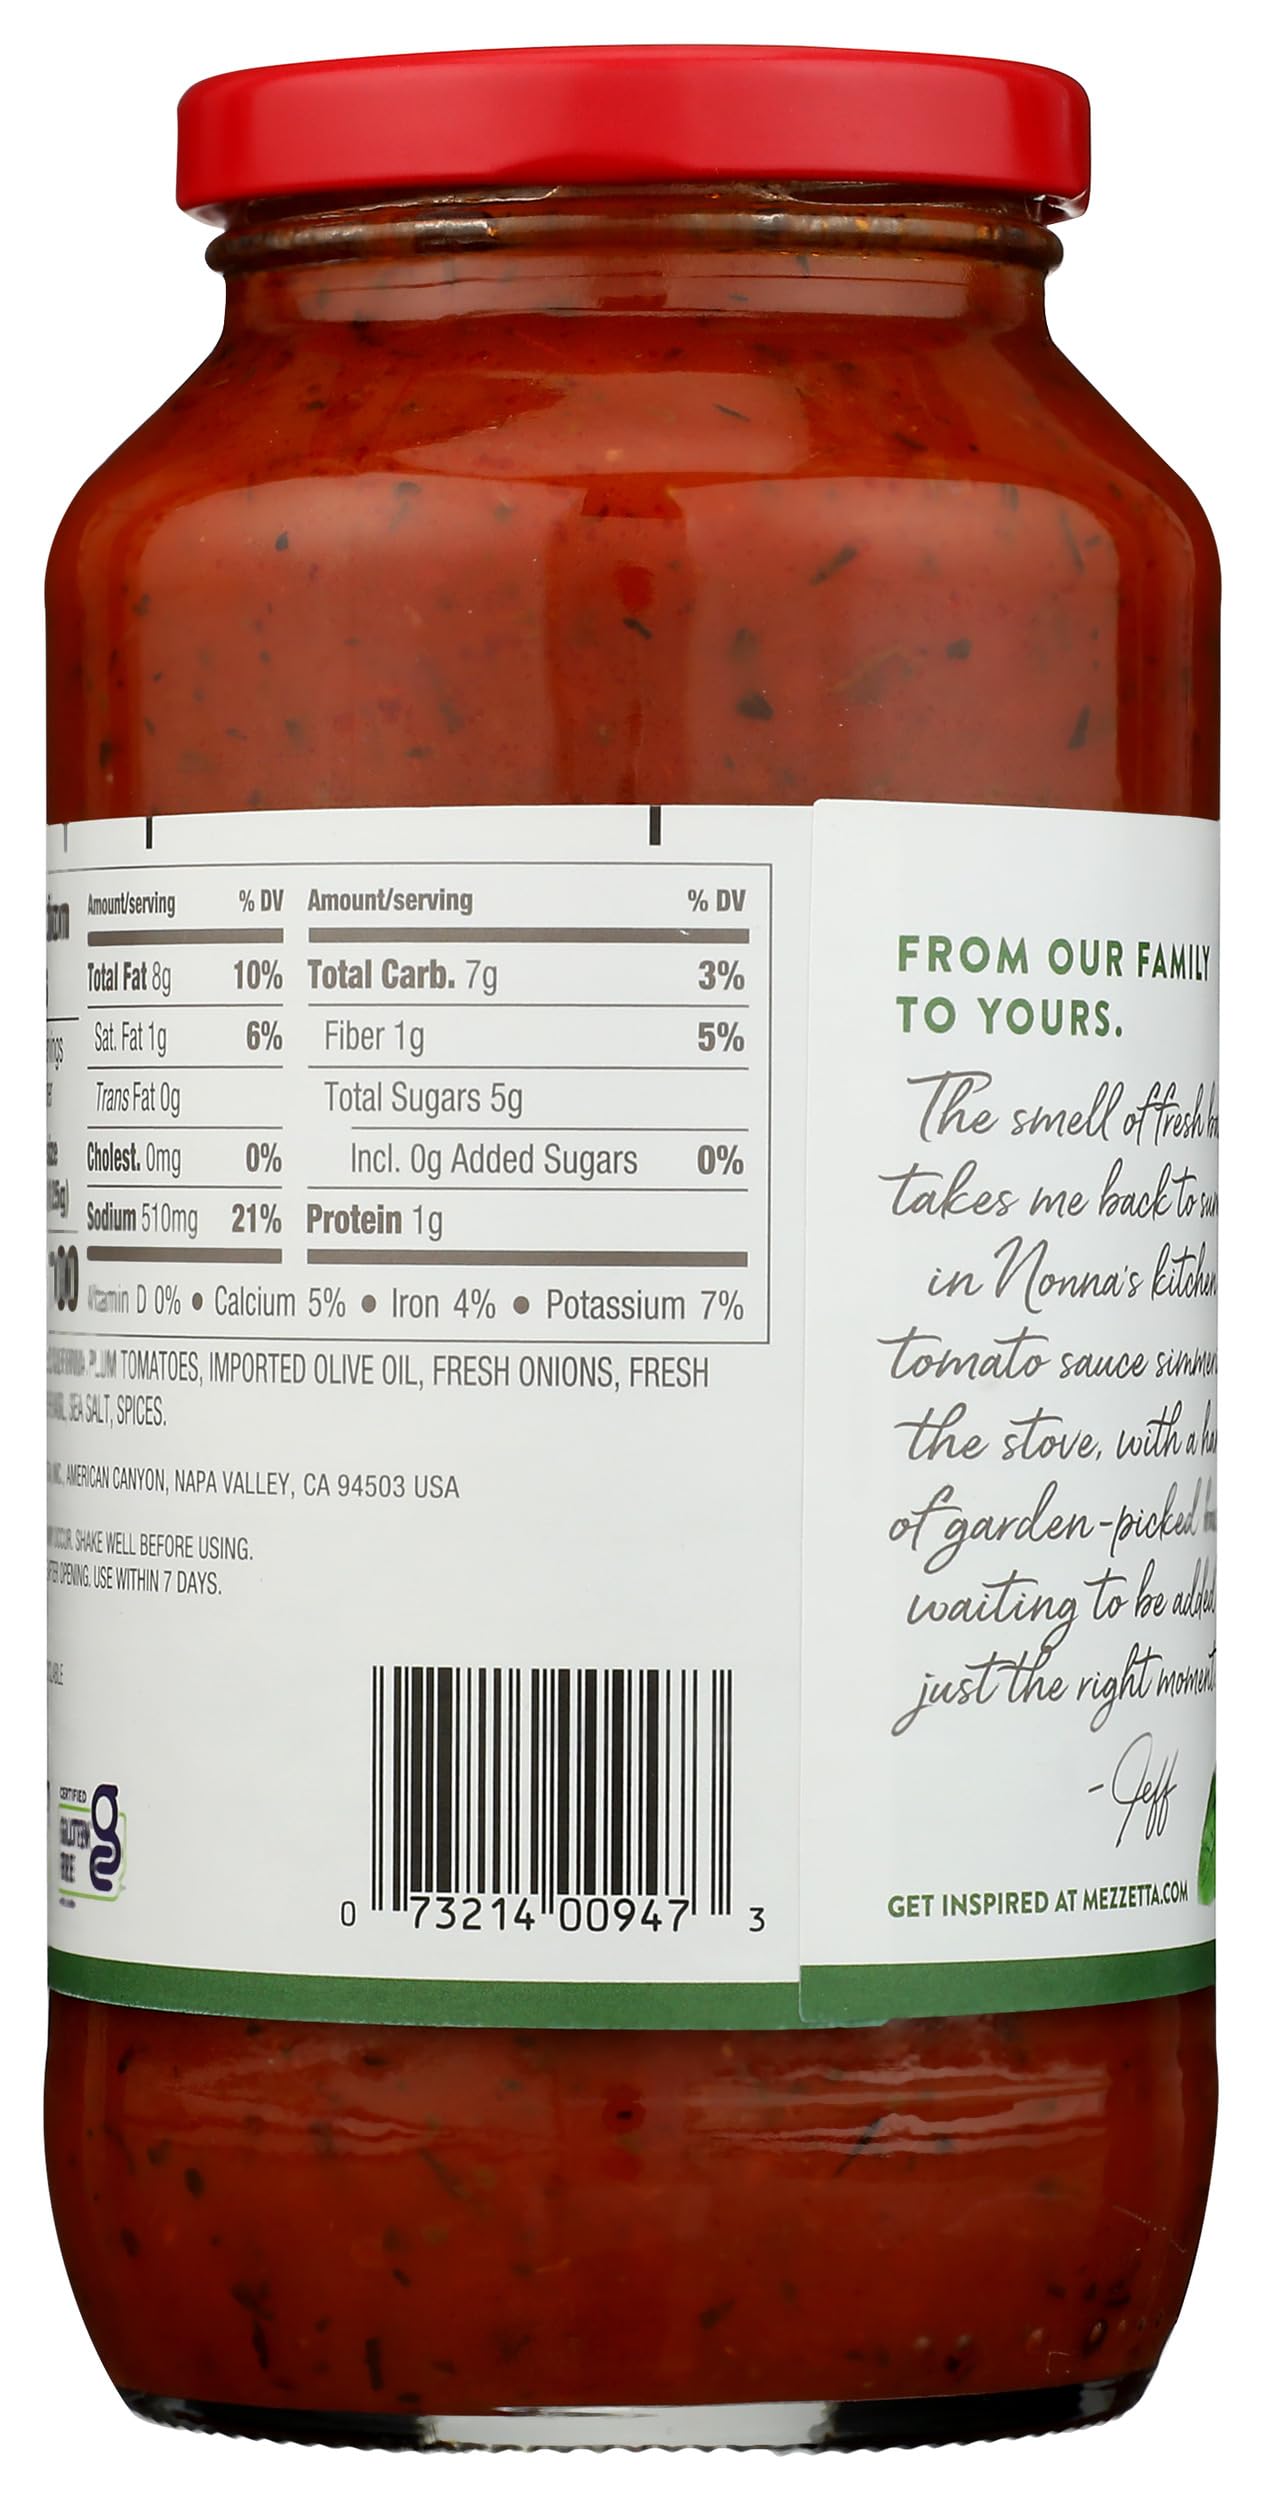 Amount/serving % DV Amount/serving % DV
Total Fat 8g 10% Total Carb. 7g 3%
Sat. Fat 1g 6% Fiber 1g 5%
Trans Fat 0g Total Sugars 5g
Cholest. 0mg 0% Incl. 0g Added Sugars 0%
Sodium 510mg 21% Protein 1g
Vitamin D 0% • Calcium 5% • Iron 4% • Potassium 7%
PLUM TOMATOES, IMPORTED OLIVE OIL, FRESH ONIONS, FRESH
SEA SALT, SPICES.
INC., AMERICAN CANYON, NAPA VALLEY, CA 94503 USA
OCCUR. SHAKE WELL BEFORE USING.
OPENING. USE WITHIN 7 DAYS.
CERTIFIED
GLUTEN
FREE
0 73214 00947 3
FROM OUR FAMILY
TO YOURS.
The smell of fresh
takes me back to
in Nonna's kitchen
tomato sauce
the stove, with a
of garden-picked
waiting to be added
just the right moment
- Jeff
GET INSPIRED AT MEZZETTA.COM